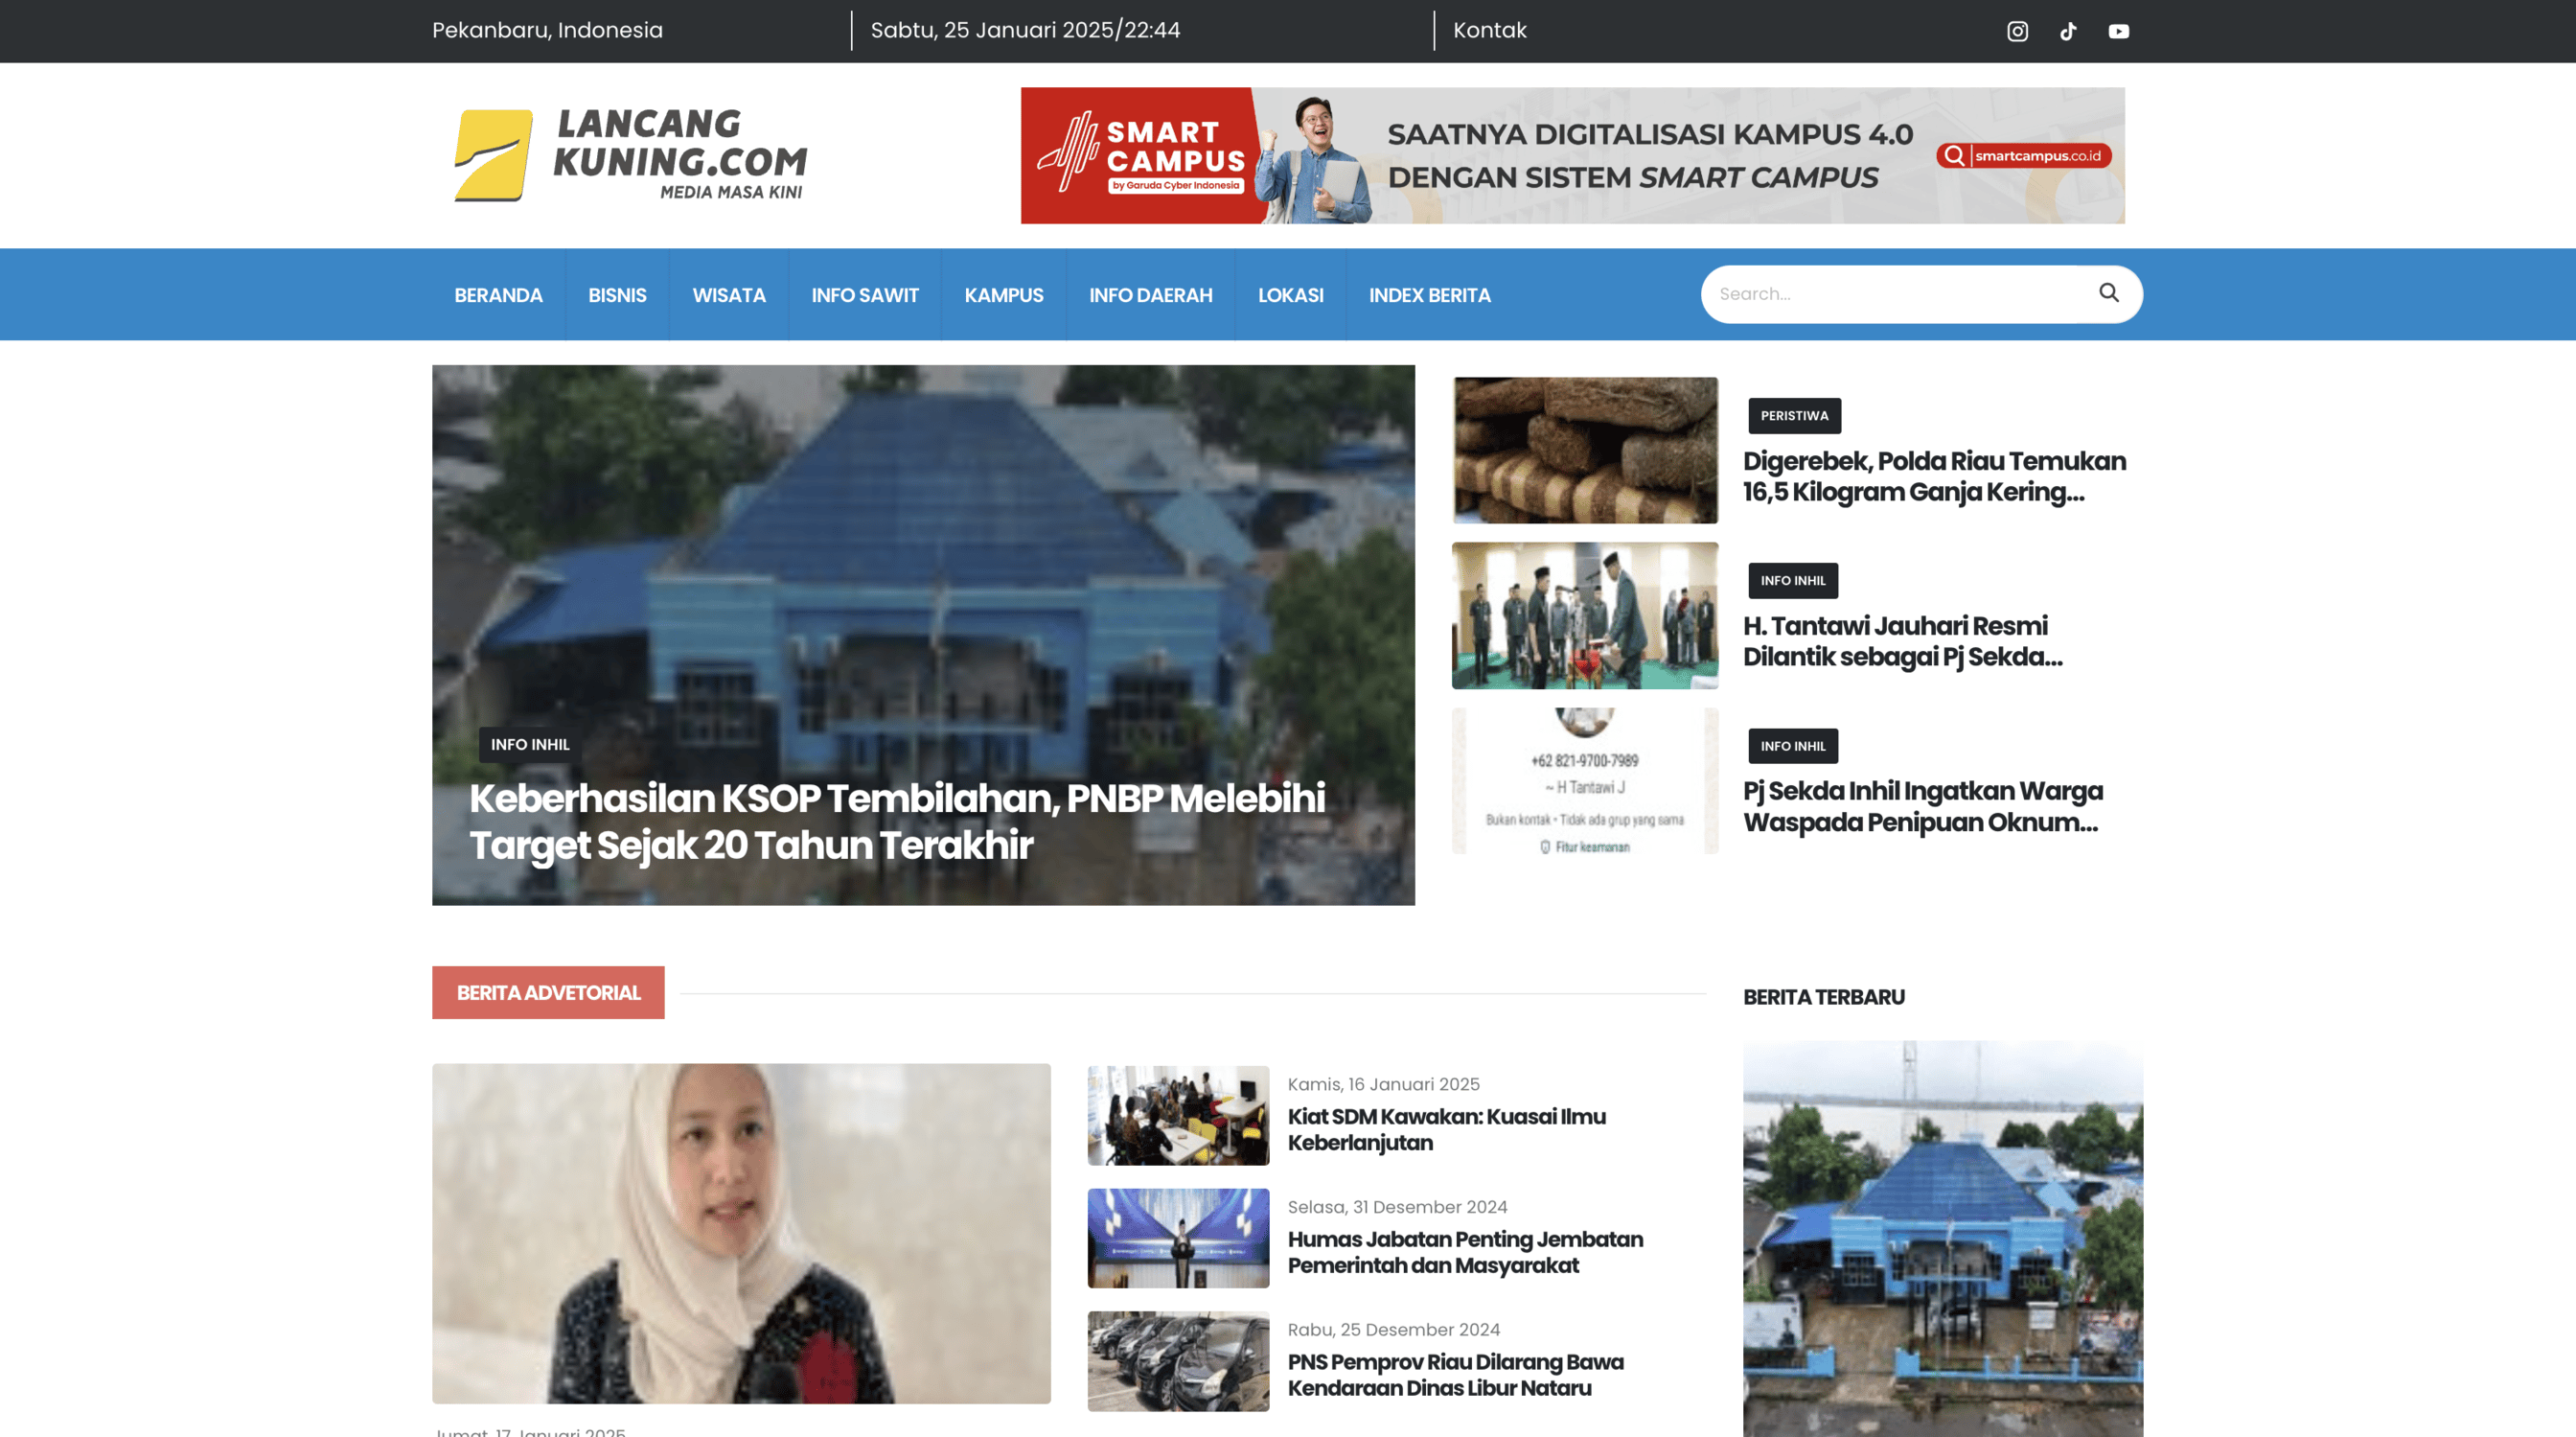 Pekanbaru, Indonesia
Sabtu, 25 Januari 2025/22:44
Kontak
LANCANG
KUNING.COM
MEDIA MASA KINI
SMART
CAMPUS
by Garuda Cyber Indonesia
SAATNYA DIGITALISASI KAMPUS 4.0
DENGAN SISTEM SMART CAMPUS
smartcampus.co.id
BERANDA
BISNIS
WISATA
INFO SAWIT
KAMPUS
INFO DAERAH
LOKASI
INDEX BERITA
Search...
INFO INHIL
Keberhasilan KSOP Tembilahan, PNBP Melebihi
Target Sejak 20 Tahun Terakhir
PERISTIWA
Digerebek, Polda Riau Temukan
16,5 Kilogram Ganja Kering...
INFO INHIL
H. Tantawi Jauhari Resmi
Dilantik sebagai Pj Sekda...
+62 821-9700-7989
~ H Tantawi J
Bukan kontak • Tidak ada grup yang sama
Fitur keamanan
INFO INHIL
Pj Sekda Inhil Ingatkan Warga
Waspada Penipuan Oknum...
BERITA ADVETORIAL
Jumat, 17 Januari 2025
Kamis, 16 Januari 2025
Kiat SDM Kawakan: Kuasai Ilmu
Keberlanjutan
Selasa, 31 Desember 2024
Humas Jabatan Penting Jembatan
Pemerintah dan Masyarakat
Rabu, 25 Desember 2024
PNS Pemprov Riau Dilarang Bawa
Kendaraan Dinas Libur Nataru
BERITA TERBARU